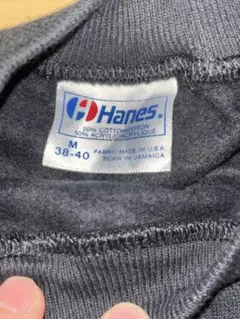 Hanes.
50% COTTON/COTON
50% ACRYLIC/ACRYLIQUE
M
38-40
FABRIC MADE IN U.S.A.
SEWN IN JAMAICA